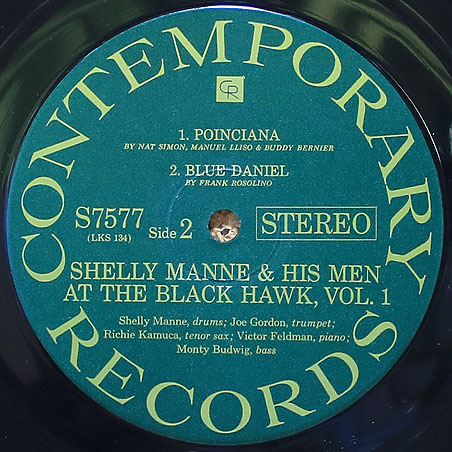 CONTEMPORARY
CR
1. POINCIANA
BY NAT SIMON, MANUEL LLISO & BUDDY BERNIER
2. BLUE DANIEL
BY FRANK ROSOLINO
S7577
(LKS 134)
Side 2
STEREO
SHELLY MANNE & HIS MEN
AT THE BLACK HAWK, VOL. 1
Shelly Manne, drums; Joe Gordon, trumpet;
Richie Kamuca, tenor sax; Victor Feldman, piano;
Monty Budwig, bass
RECORDS